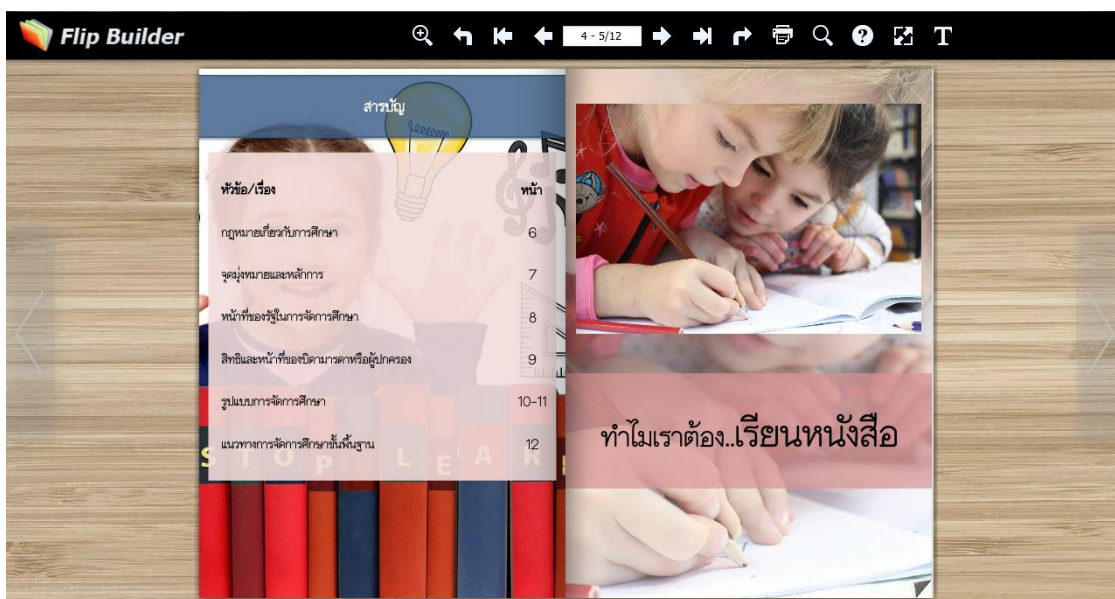 Flip Builder
4 - 5/12
T
สารบัญ
หัวข้อ/เรื่อง หน้า
กฎหมายเกี่ยวกับการศึกษา 6
จุดมุ่งหมายและหลักการ 7
หน้าที่ของรัฐในการจัดการศึกษา 8
สิทธิและหน้าที่ของบิดามารดาหรือผู้ปกครอง 9
รูปแบบการจัดการศึกษา 10-11
แนวทางการจัดการศึกษาขั้นพื้นฐาน 12
ทำไมเราต้อง..เรียนหนังสือ